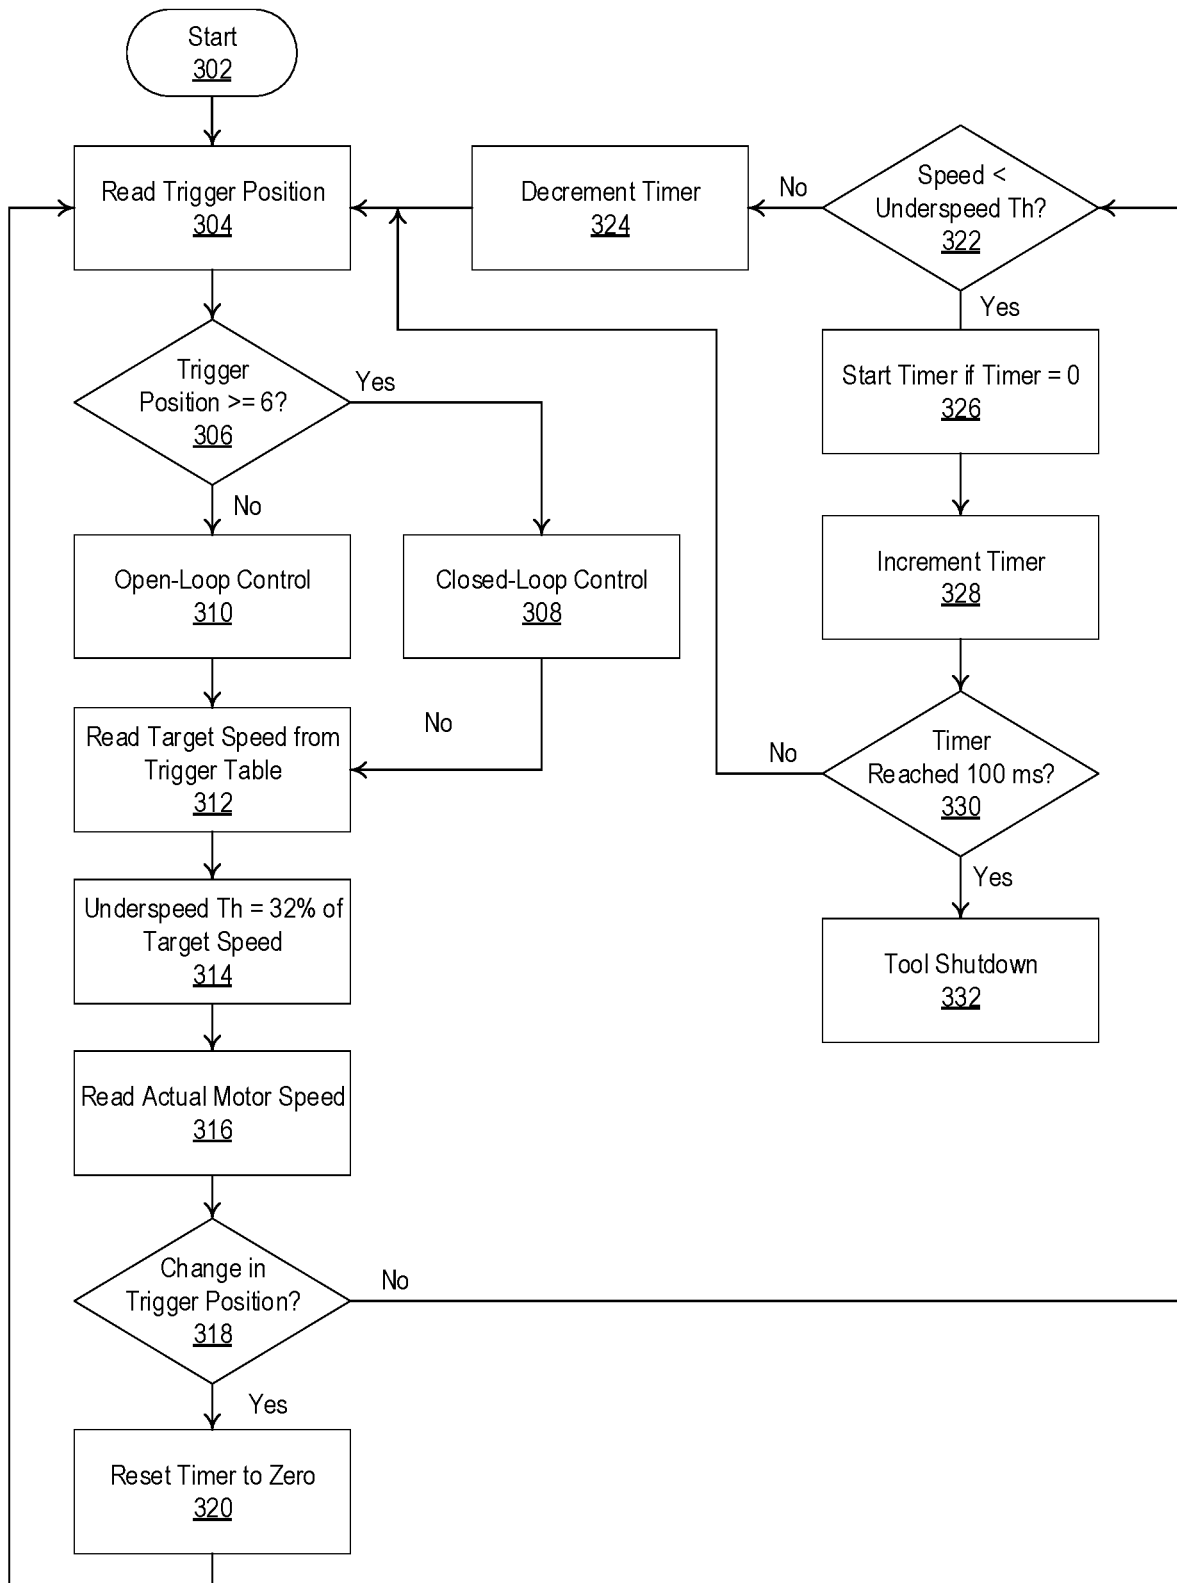 Start
302
Read Trigger Position
304
Decrement Timer
324
No
Speed <
Underspeed Th?
322
Yes
Trigger
Position >= 6?
306
Yes
No
Start Timer if Timer = 0
326
Open-Loop Control
310
Closed-Loop Control
308
Increment Timer
328
Read Target Speed from
Trigger Table
312
No
No
Timer
Reached 100 ms?
330
Yes
Underspeed Th = 32% of
Target Speed
314
Tool Shutdown
332
Read Actual Motor Speed
316
Change in
Trigger Position?
318
No
Yes
Reset Timer to Zero
320